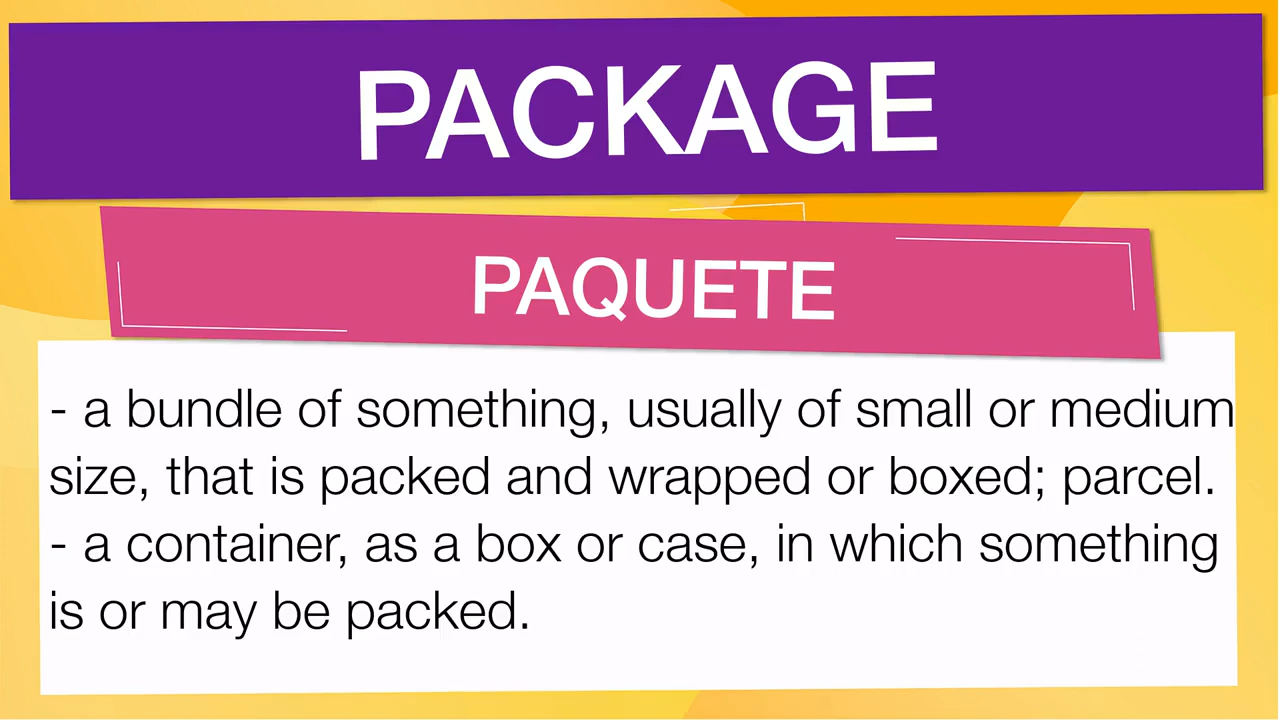 PACKAGE
PAQUETE
- a bundle of something, usually of small or medium
size, that is packed and wrapped or boxed; parcel.
- a container, as a box or case, in which something
is or may be packed.